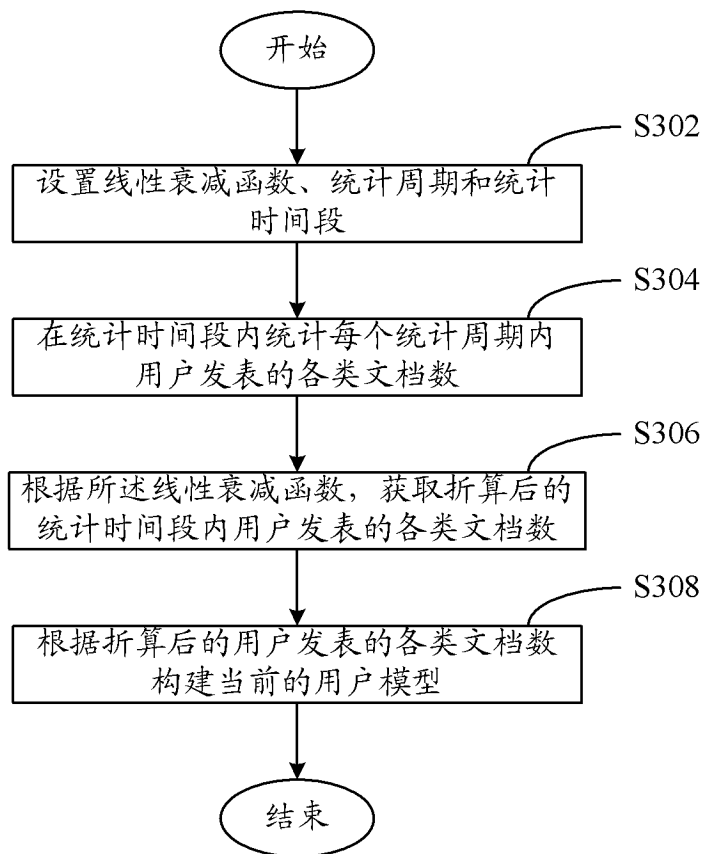 开始
S302
设置线性衰减函数、统计周期和统计
时间段
S304
在统计时间段内统计每个统计周期内
用户发表的各类文档数
S306
根据所述线性衰减函数，获取折算后的
统计时间段内用户发表的各类文档数
S308
根据折算后的用户发表的各类文档数
构建当前的用户模型
结束